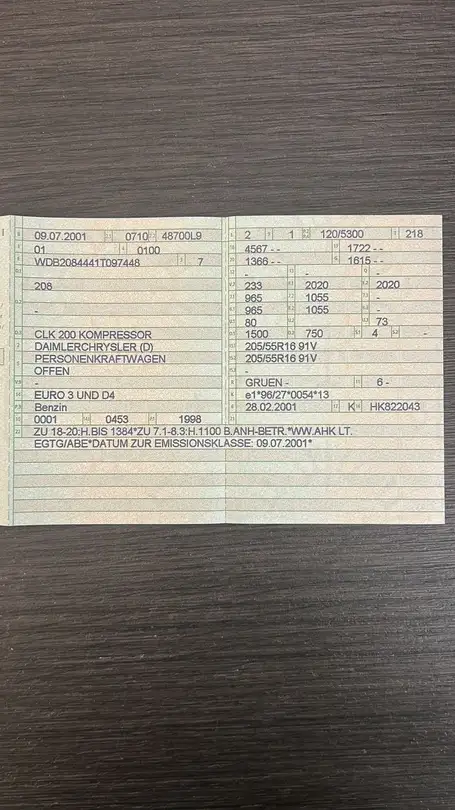 09.07.2001 0710 48700L9
01 0100
WDB2084441T097448 7
208
-
CLK 200 KOMPRESSOR
DAIMLERCHRYSLER (D)
PERSONENKRAFTWAGEN
OFFEN
-
EURO 3 UND D4
Benzin
0001 0453 1998
2 1 120/5300 218
4567 - - 1722 - -
1366 - - 1615 - -
- - -
233 2020 2020
965 1055 -
965 1055 -
80 73
1500 750 4 -
205/55R16 91V
205/55R16 91V
-
GRUEN - 6 -
e1*96/27*0054*13
28.02.2001 K HK822043
ZU 18-20:H.BIS 1384*ZU 7.1-8.3:H.1100 B.ANH-BETR.*WW.AHK LT.
EGTG/ABE*DATUM ZUR EMISSIONSKLASSE: 09.07.2001*